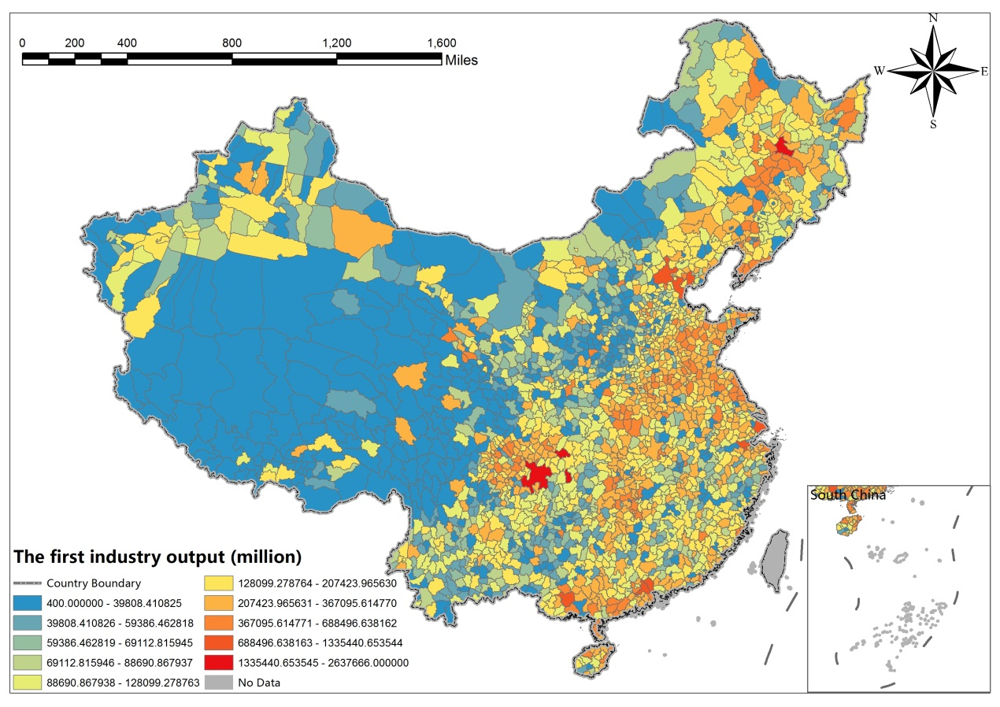 0 200 400 800 1,200 1,600
Miles
N
W E
S
South China
The first industry output (million)
Country Boundary
400.000000 - 39808.410825
39808.410826 - 59386.462818
59386.462819 - 69112.815945
69112.815946 - 88690.867937
88690.867938 - 128099.278763
128099.278764 - 207423.965630
207423.965631 - 367095.614770
367095.614771 - 688496.638162
688496.638163 - 1335440.653544
1335440.653545 - 2637666.000000
No Data